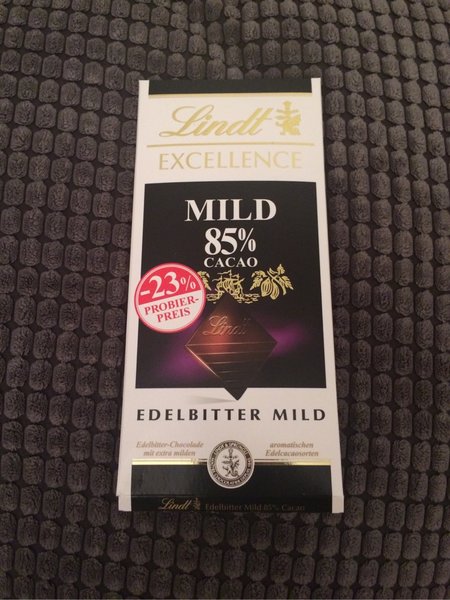 Lindt
EXCELLENCE
MILD
85%
CACAO
-23%
PROBIER-
PREIS
Lindt
EDELBITTER MILD
Edelbitter-Chocolade
mit extra milden
aromatischen
Edelcacaosorten
Lindt Edelbitter Mild 85% Cacao